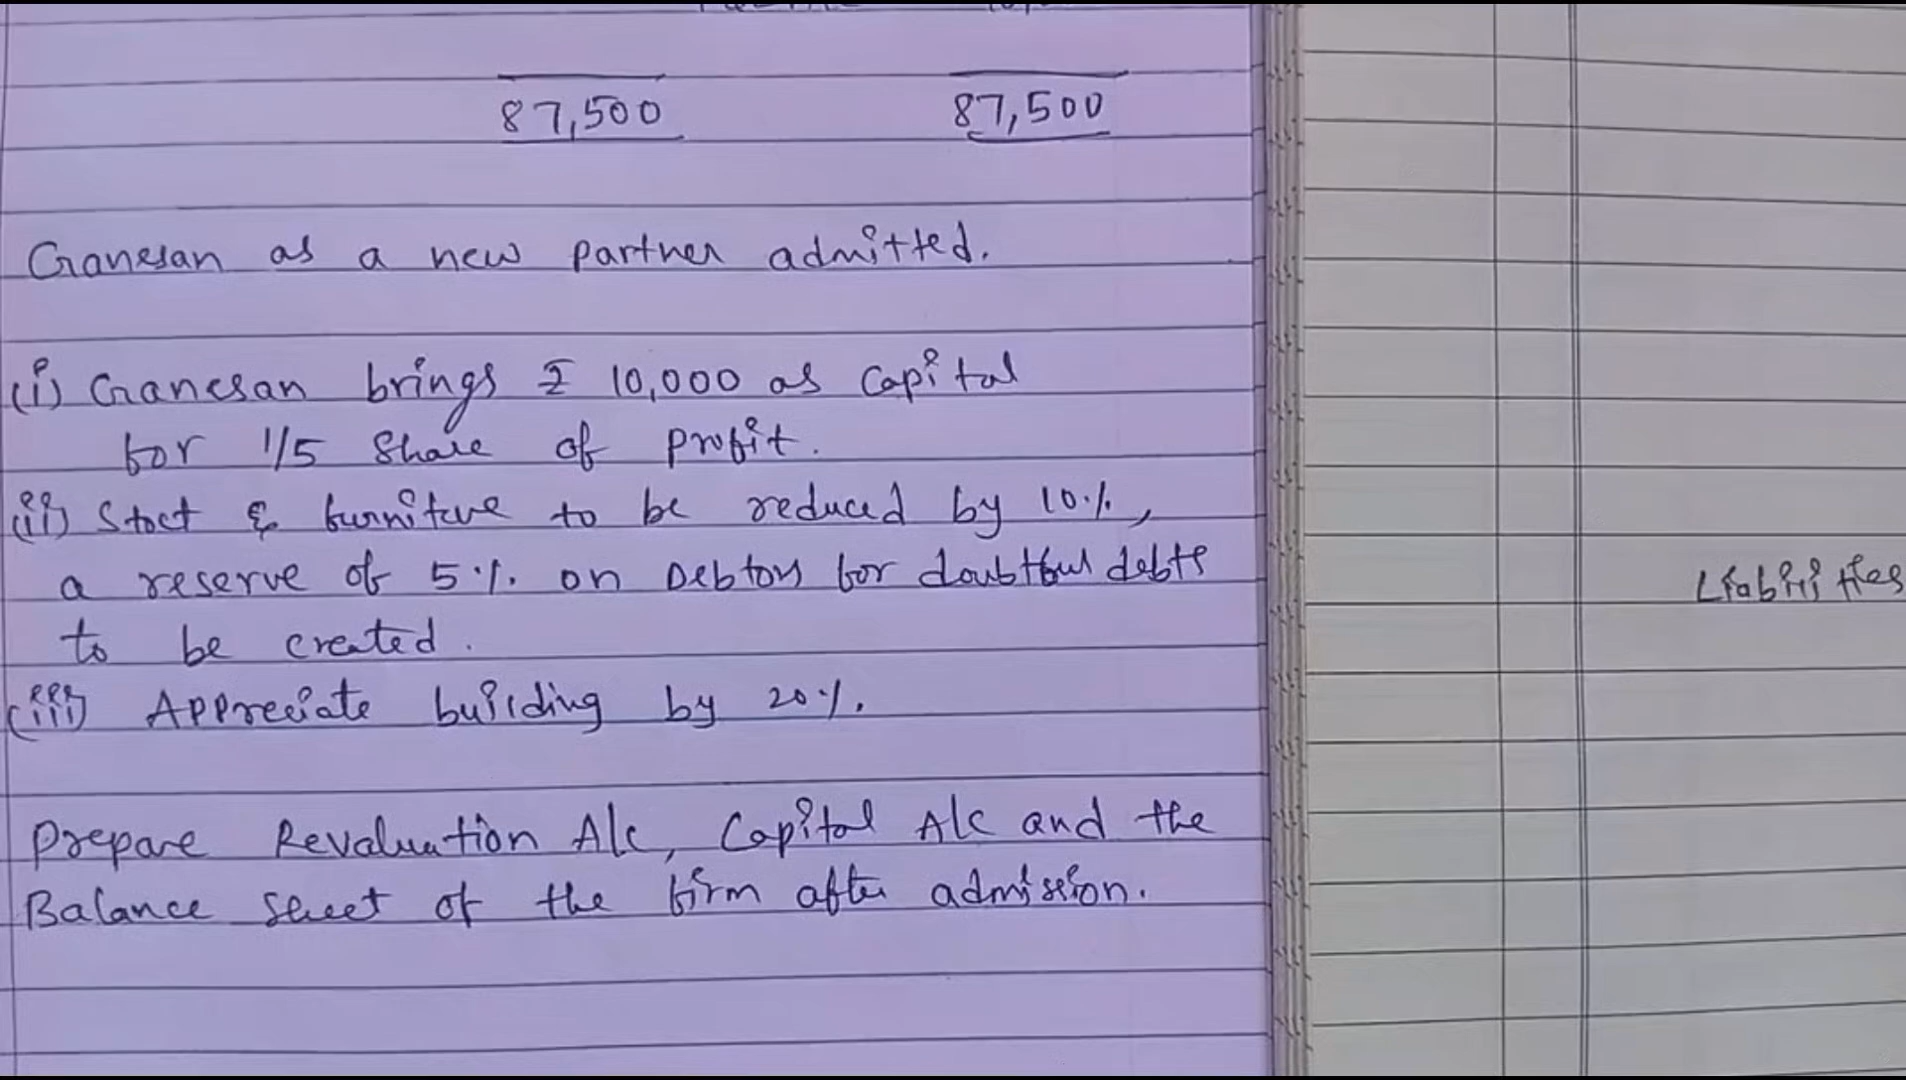 87,500 87,500
Ganesan as a new partner admitted.
(i) Ganesan brings ₹ 10,000 as Capital
for 1/5 Share of Profit.
(ii) Stock & furniture to be reduced by 10%,
a reserve of 5% on Debtors for doubtful debts
to be created.
(iii) Appreciate building by 20%.
Prepare Revaluation A/c, Capital A/c and the
Balance Sheet of the firm after admission.
Liabilities